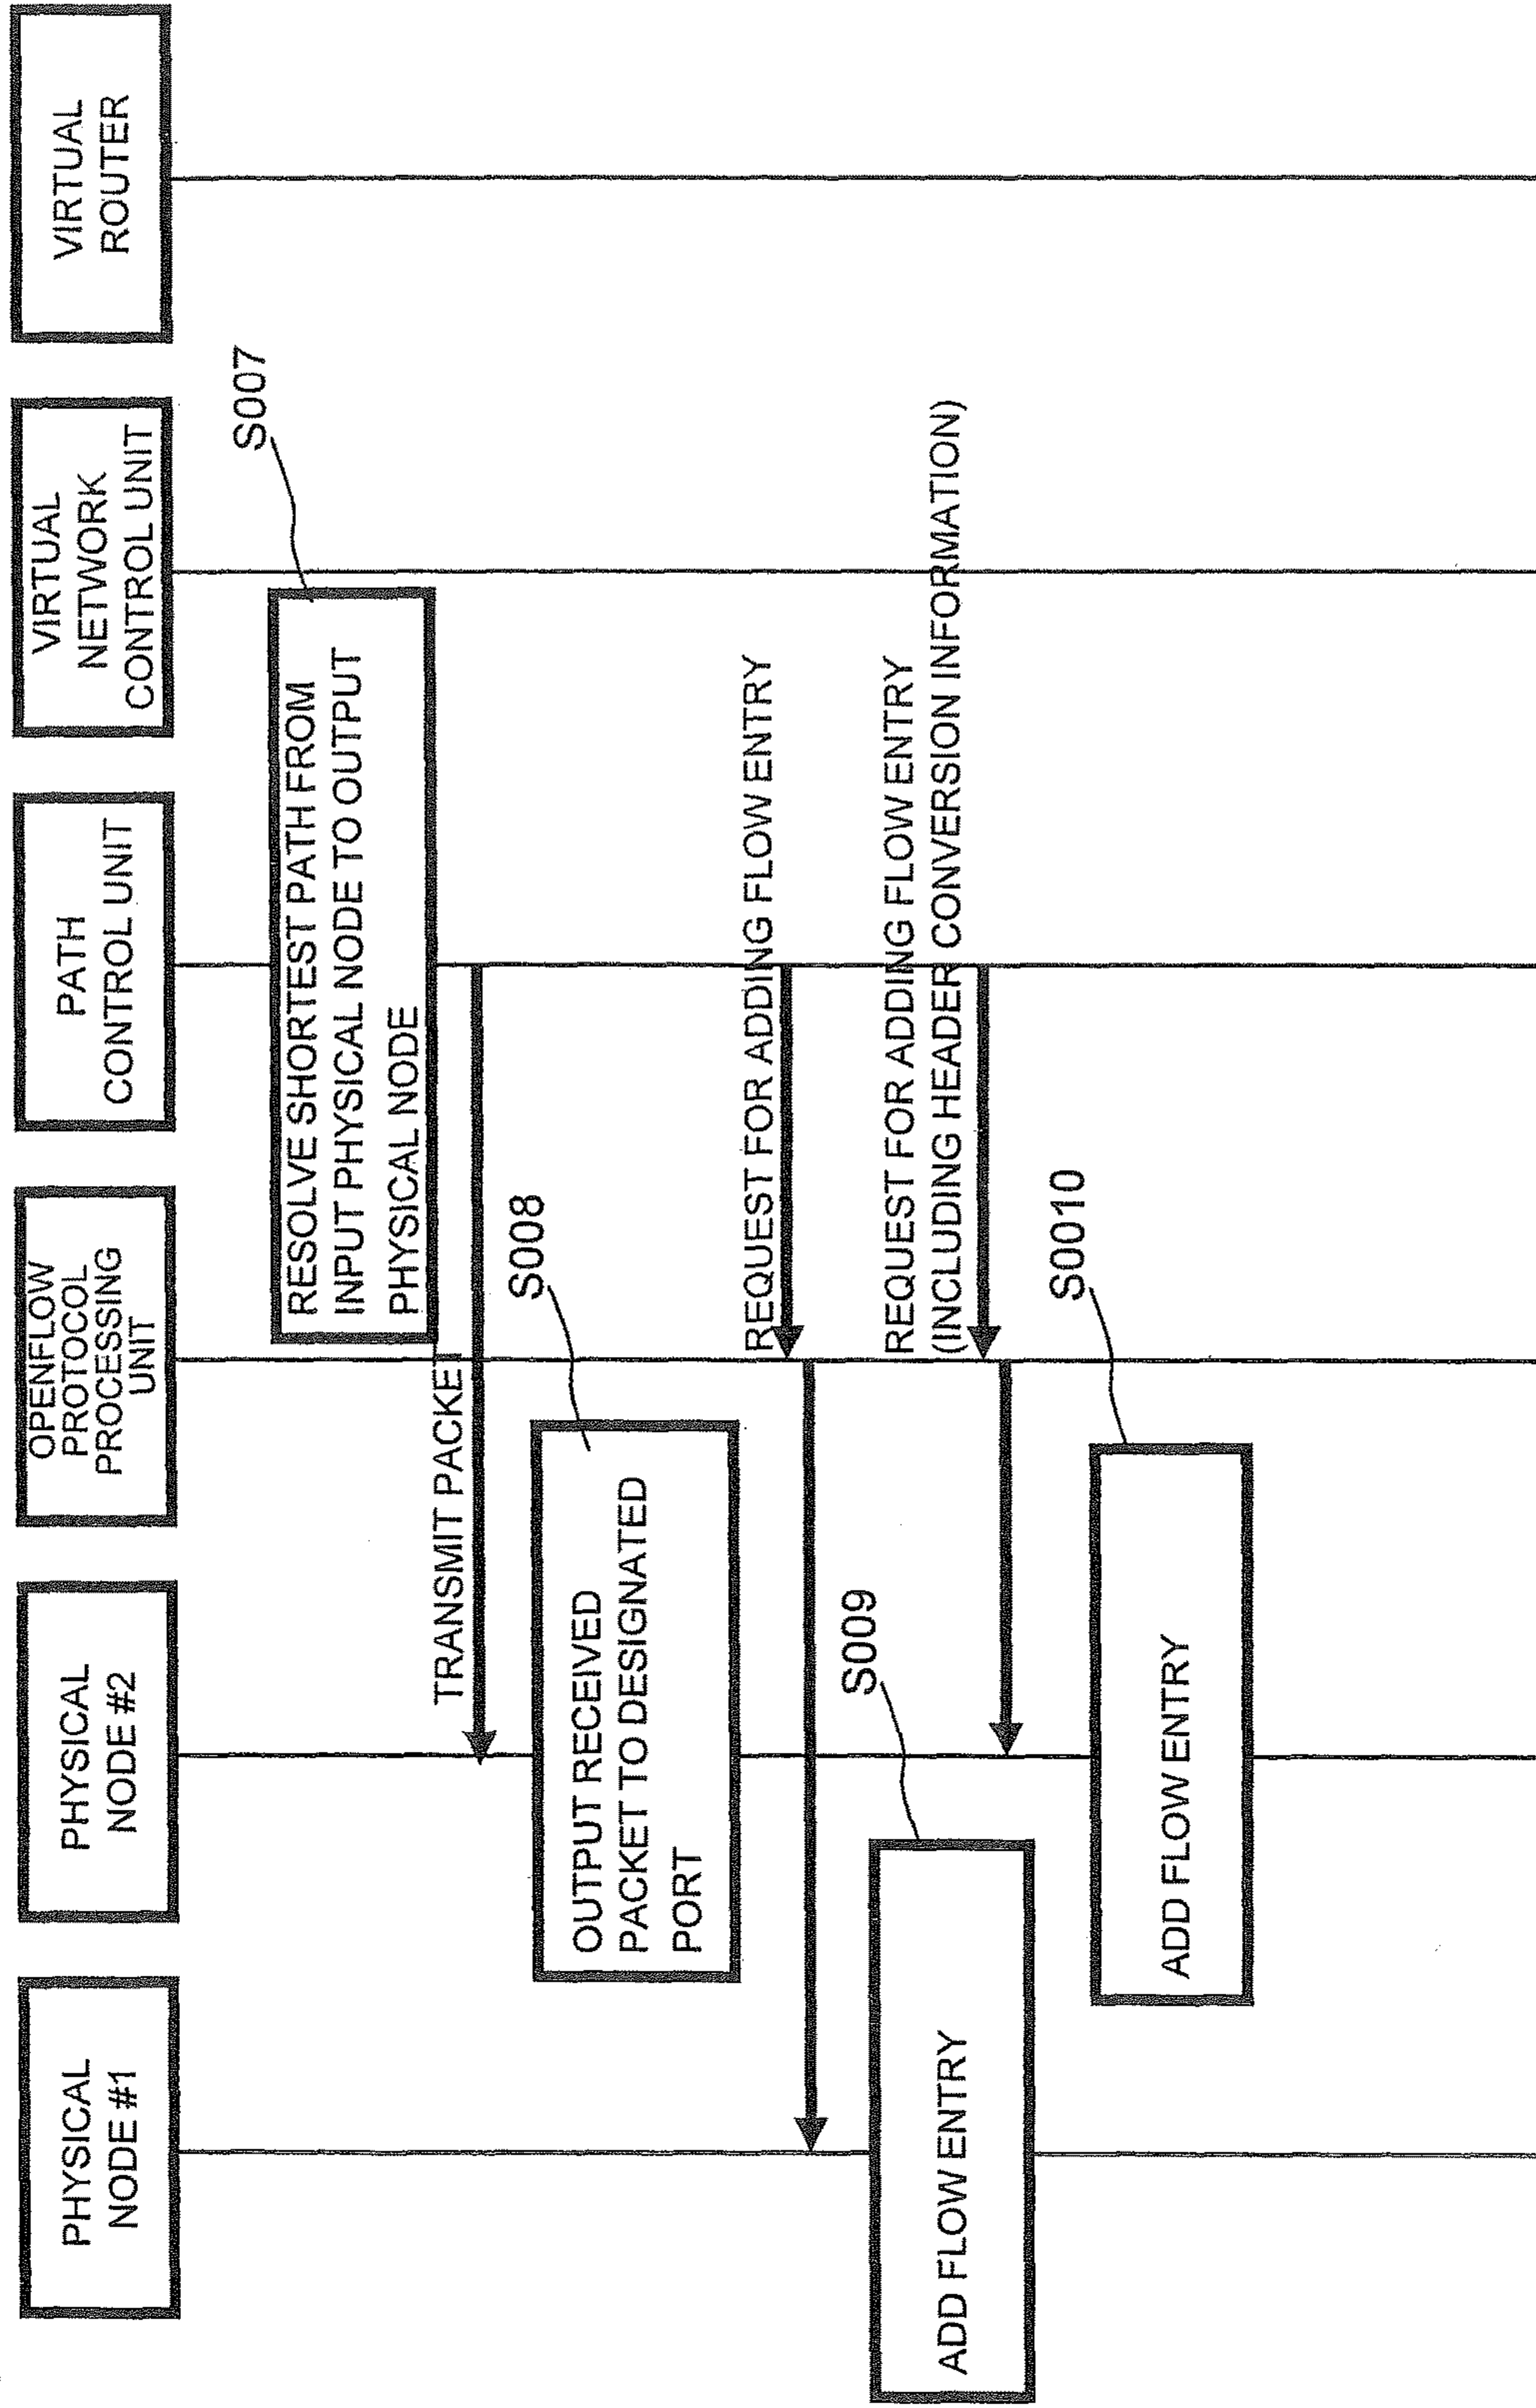 PHYSICAL
NODE #1
PHYSICAL
NODE #2
OPENFLOW
PROTOCOL
PROCESSING
UNIT
PATH
CONTROL UNIT
VIRTUAL
NETWORK
CONTROL UNIT
VIRTUAL
ROUTER
S007
RESOLVE SHORTEST PATH FROM
INPUT PHYSICAL NODE TO OUTPUT
PHYSICAL NODE
TRANSMIT PACKET
S008
OUTPUT RECEIVED
PACKET TO DESIGNATED
PORT
REQUEST FOR ADDING FLOW ENTRY
S009
ADD FLOW ENTRY
REQUEST FOR ADDING FLOW ENTRY
(INCLUDING HEADER CONVERSION INFORMATION)
S0010
ADD FLOW ENTRY